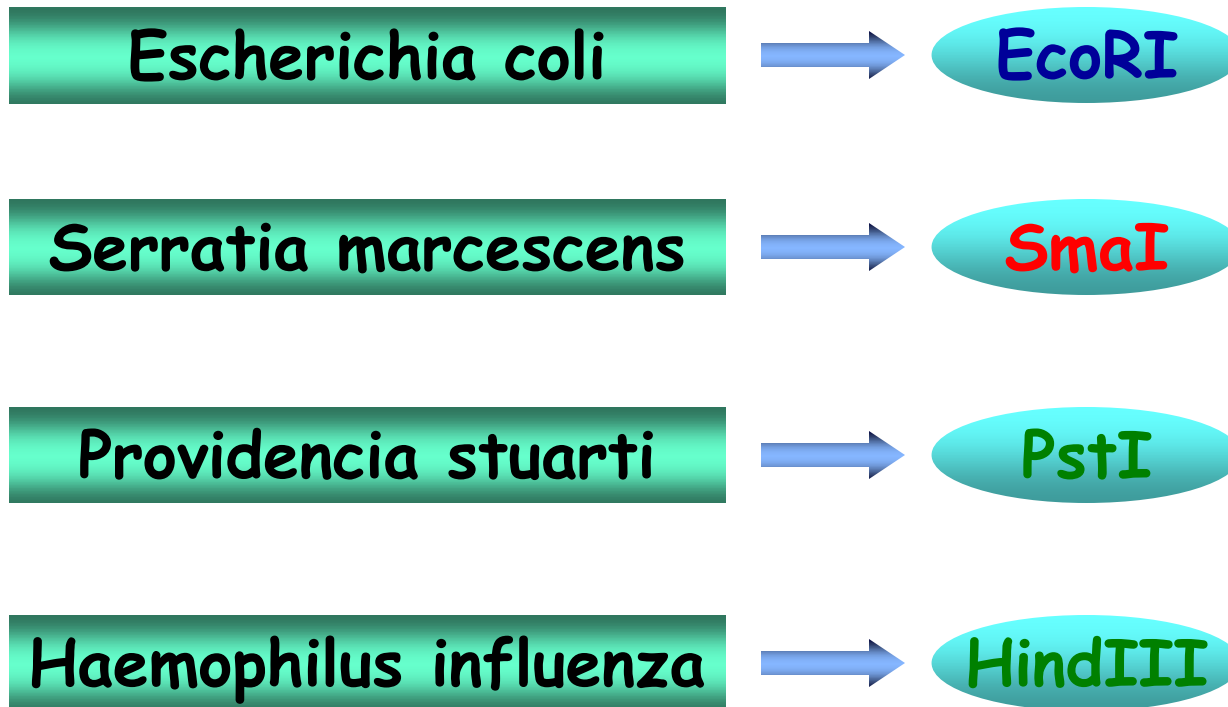 Escherichia coli EcoRI
Serratia marcescens SmaI
Providencia stuarti PstI
Haemophilus influenza HindIII